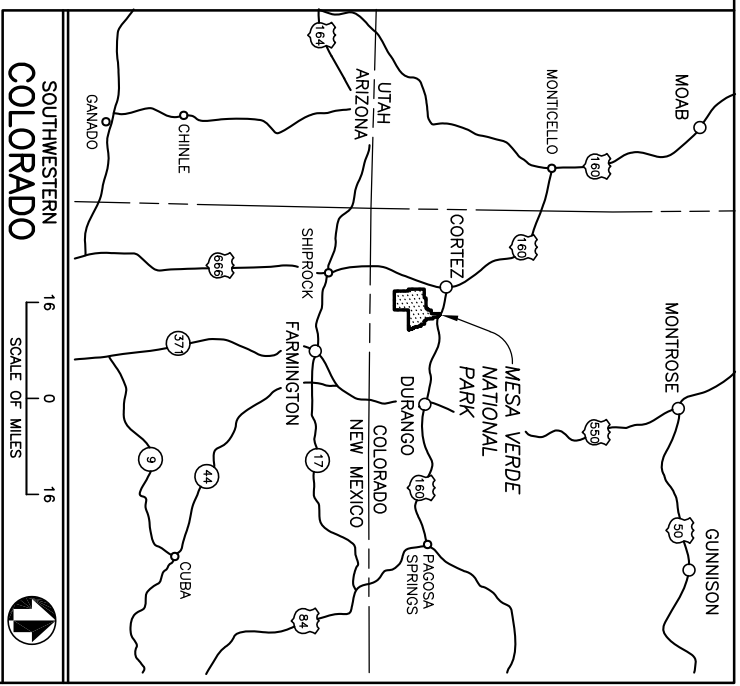 MOAB
MONTROSE
GUNNISON
50
550
160
MONTICELLO
160
CORTEZ
MESA VERDE
NATIONAL
PARK
DURANGO
160
PAGOSA
SPRINGS
UTAH
ARIZONA
COLORADO
NEW MEXICO
164
SHIPROCK
FARMINGTON
17
84
CHINLE
GANADO
666
371
44
9
CUBA
SOUTHWESTERN
COLORADO
16 0 16
SCALE OF MILES